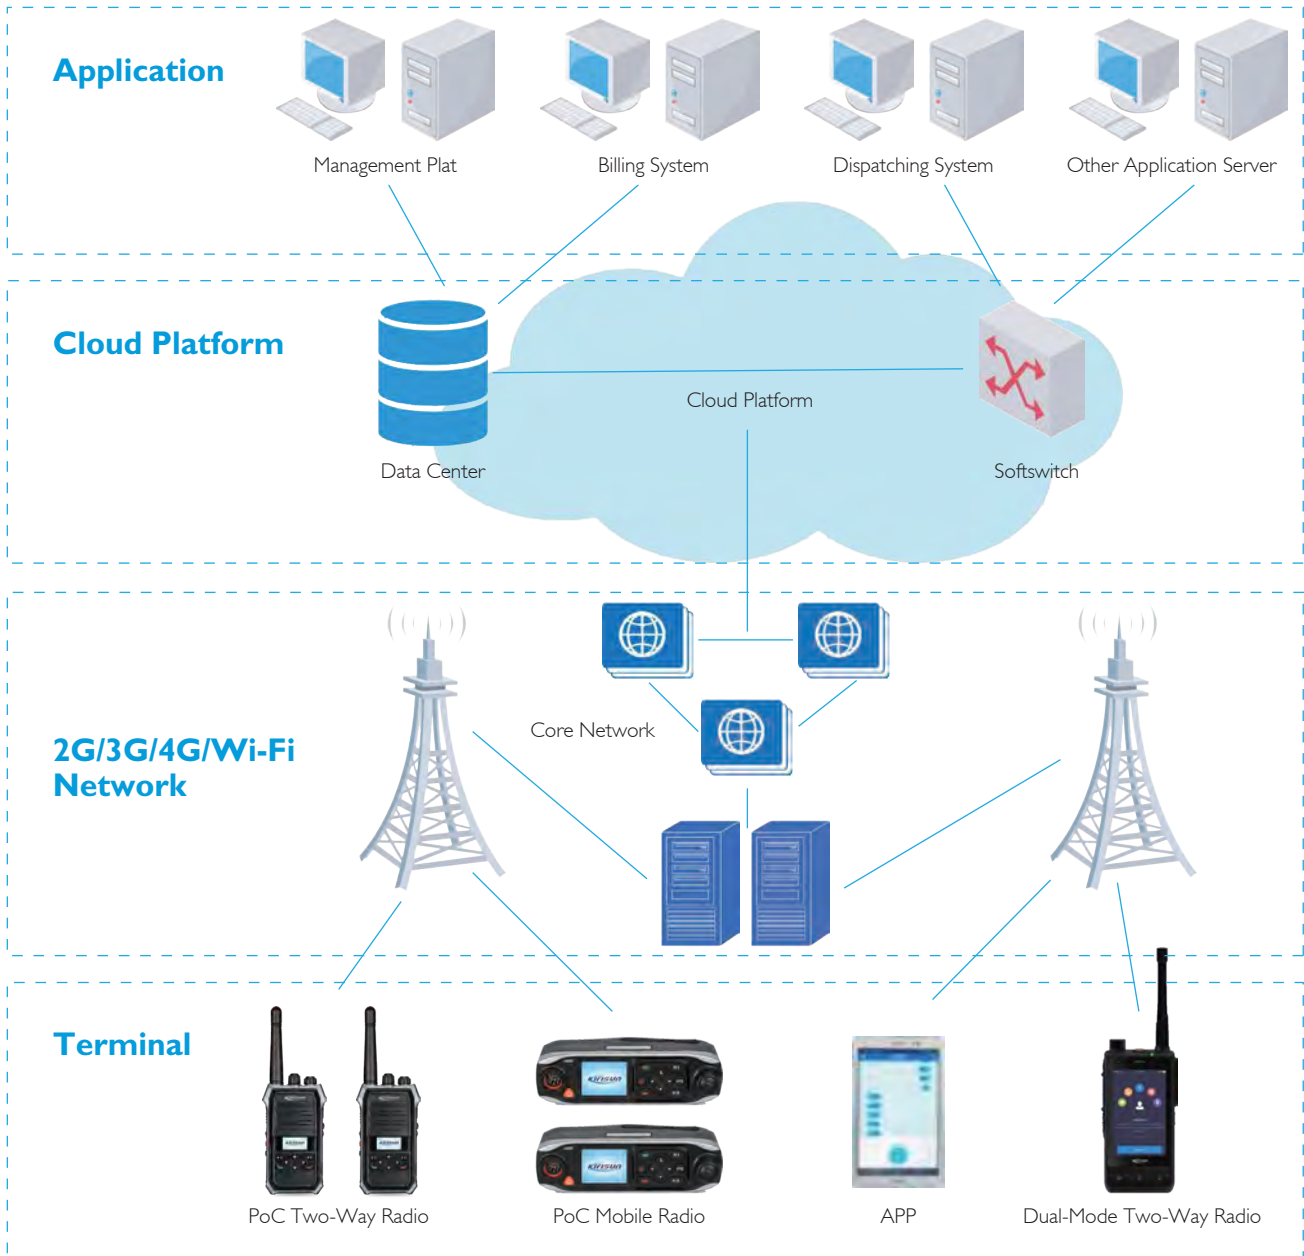 Application
Management Plat
Billing System
Dispatching System
Other Application Server
Cloud Platform
Cloud Platform
Data Center
Softswitch
Core Network
2G/3G/4G/Wi-Fi
Network
Terminal
Kirisun
Kirisun
PoC Two-Way Radio
PoC Mobile Radio
APP
Dual-Mode Two-Way Radio